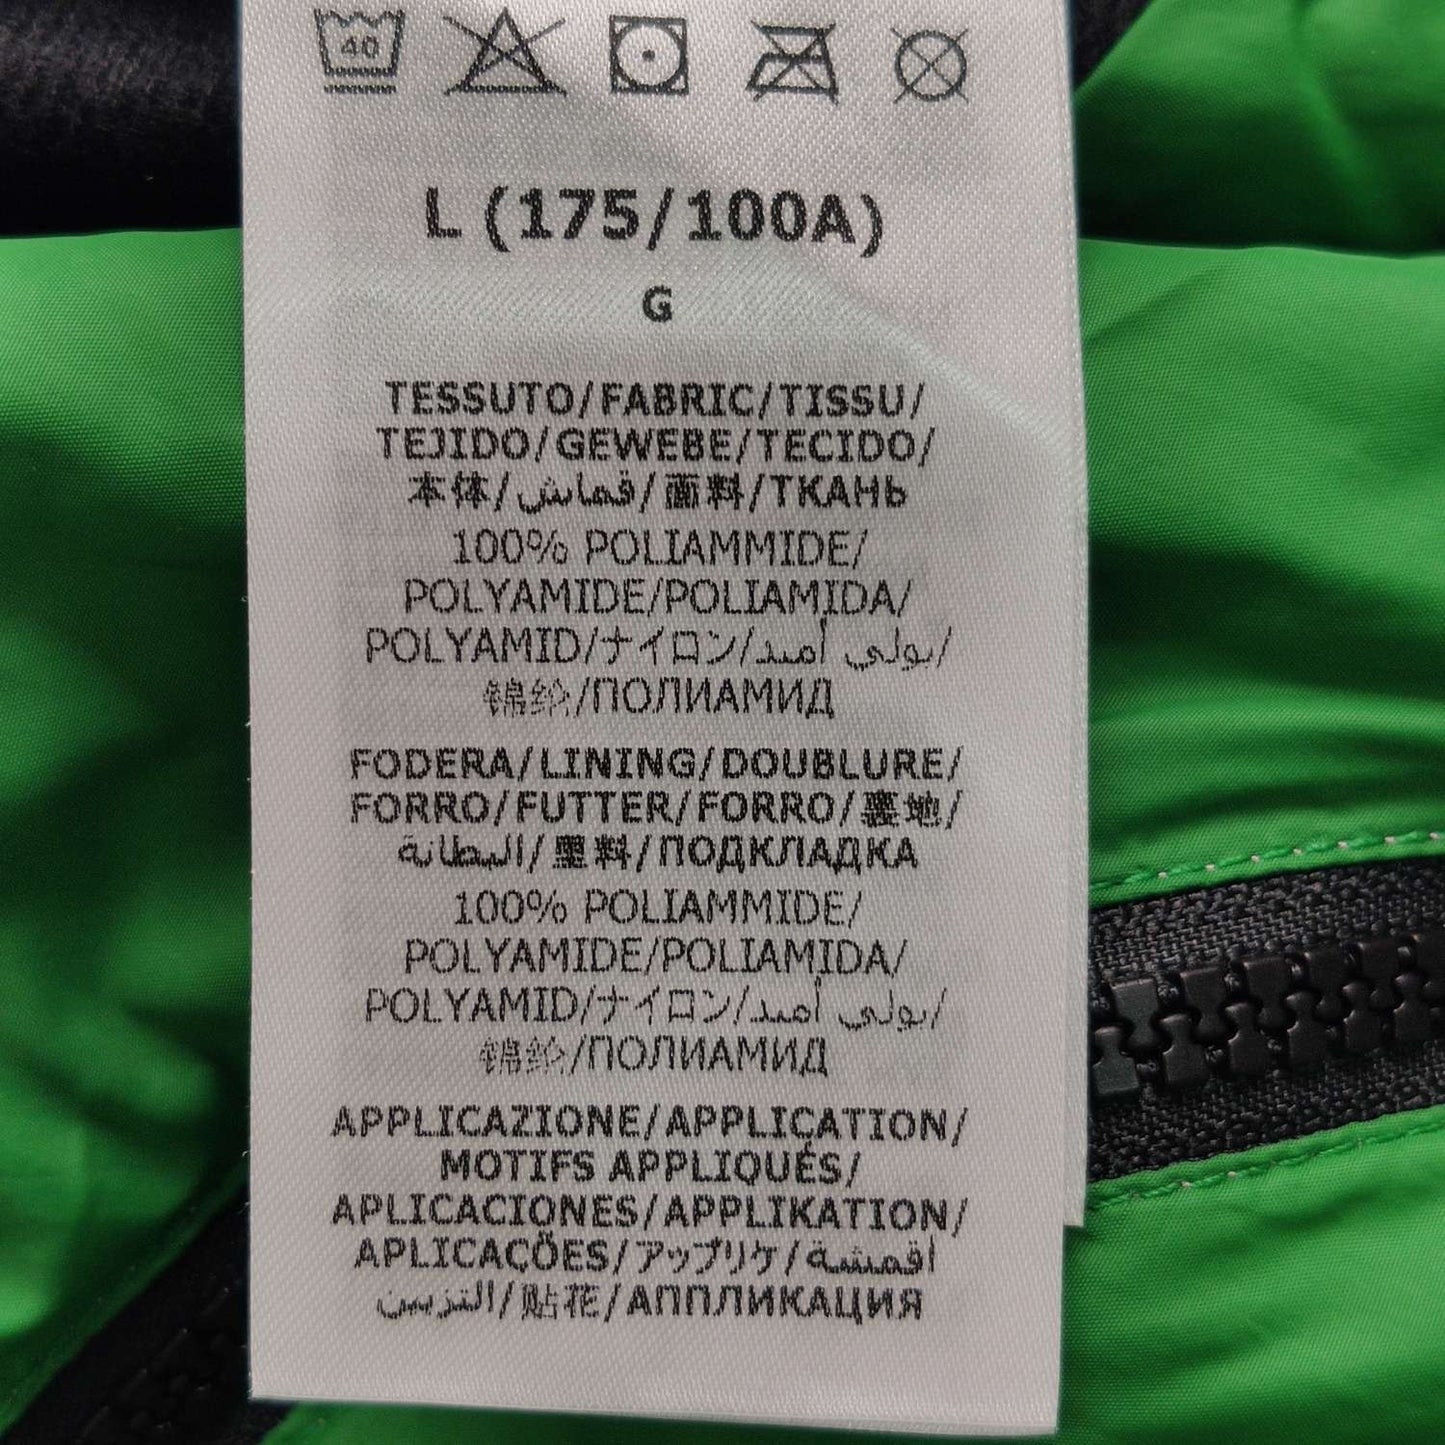 40
L (175/100A)
G
TESSUTO/FABRIC/TISSU/
TEJIDO/GEWEBE/TECIDO/
本体/قماش/面料/ТКАНЬ
100% POLIAMMIDE/
POLYAMIDE/POLIAMIDA/
POLYAMID/ナイロン/بولي أميد/
锦纶/ПОЛИАМИД
FODERA/LINING/DOUBLURE/
FORRO/FUTTER/FORRO/裏地/
البطانة/里料/ПОДКЛАДКА
100% POLIAMMIDE/
POLYAMIDE/POLIAMIDA/
POLYAMID/ナイロン/بولي أميد/
锦纶/ПОЛИАМИД
APPLICAZIONE/APPLICATION/
MOTIFS APPLIQUÉS/
APLICACIONES/APPLIKATION/
APLICAÇÕES/アップリケ/أقمشة
التزيين/贴花/АППЛИКАЦИЯ